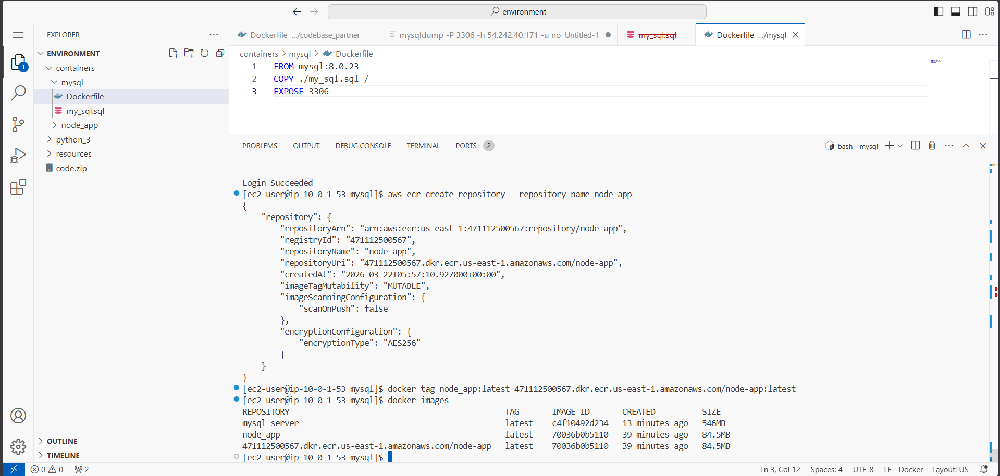 environment
EXPLORER
ENVIRONMENT
containers
mysql
Dockerfile
my_sql.sql
node_app
python_3
resources
code.zip
OUTLINE
TIMELINE
1
Dockerfile .../codebase_partner
mysqldump -P 3306 -h 54.242.40.171 -u no Untitled-1
my_sql.sql
Dockerfile .../mysql
containers > mysql > Dockerfile
1 FROM mysql:8.0.23
2 COPY ./my_sql.sql /
3 EXPOSE 3306
PROBLEMS OUTPUT DEBUG CONSOLE TERMINAL PORTS 2
bash - mysql
Login Succeeded
[ec2-user@ip-10-0-1-53 mysql]$ aws ecr create-repository --repository-name node-app
{
    "repository": {
        "repositoryArn": "arn:aws:ecr:us-east-1:471112500567:repository/node-app",
        "registryId": "471112500567",
        "repositoryName": "node-app",
        "repositoryUri": "471112500567.dkr.ecr.us-east-1.amazonaws.com/node-app",
        "createdAt": "2026-03-22T05:57:10.927000+00:00",
        "imageTagMutability": "MUTABLE",
        "imageScanningConfiguration": {
            "scanOnPush": false
        },
        "encryptionConfiguration": {
            "encryptionType": "AES256"
        }
    }
}
[ec2-user@ip-10-0-1-53 mysql]$ docker tag node_app:latest 471112500567.dkr.ecr.us-east-1.amazonaws.com/node-app:latest
[ec2-user@ip-10-0-1-53 mysql]$ docker images
REPOSITORY TAG IMAGE ID CREATED SIZE
mysql_server latest c4f10492d234 13 minutes ago 546MB
node_app latest 70036b0b5110 39 minutes ago 84.5MB
471112500567.dkr.ecr.us-east-1.amazonaws.com/node-app latest 70036b0b5110 39 minutes ago 84.5MB
[ec2-user@ip-10-0-1-53 mysql]$
0 0 2
Ln 3, Col 12 Spaces: 4 UTF-8 LF Docker Layout: US